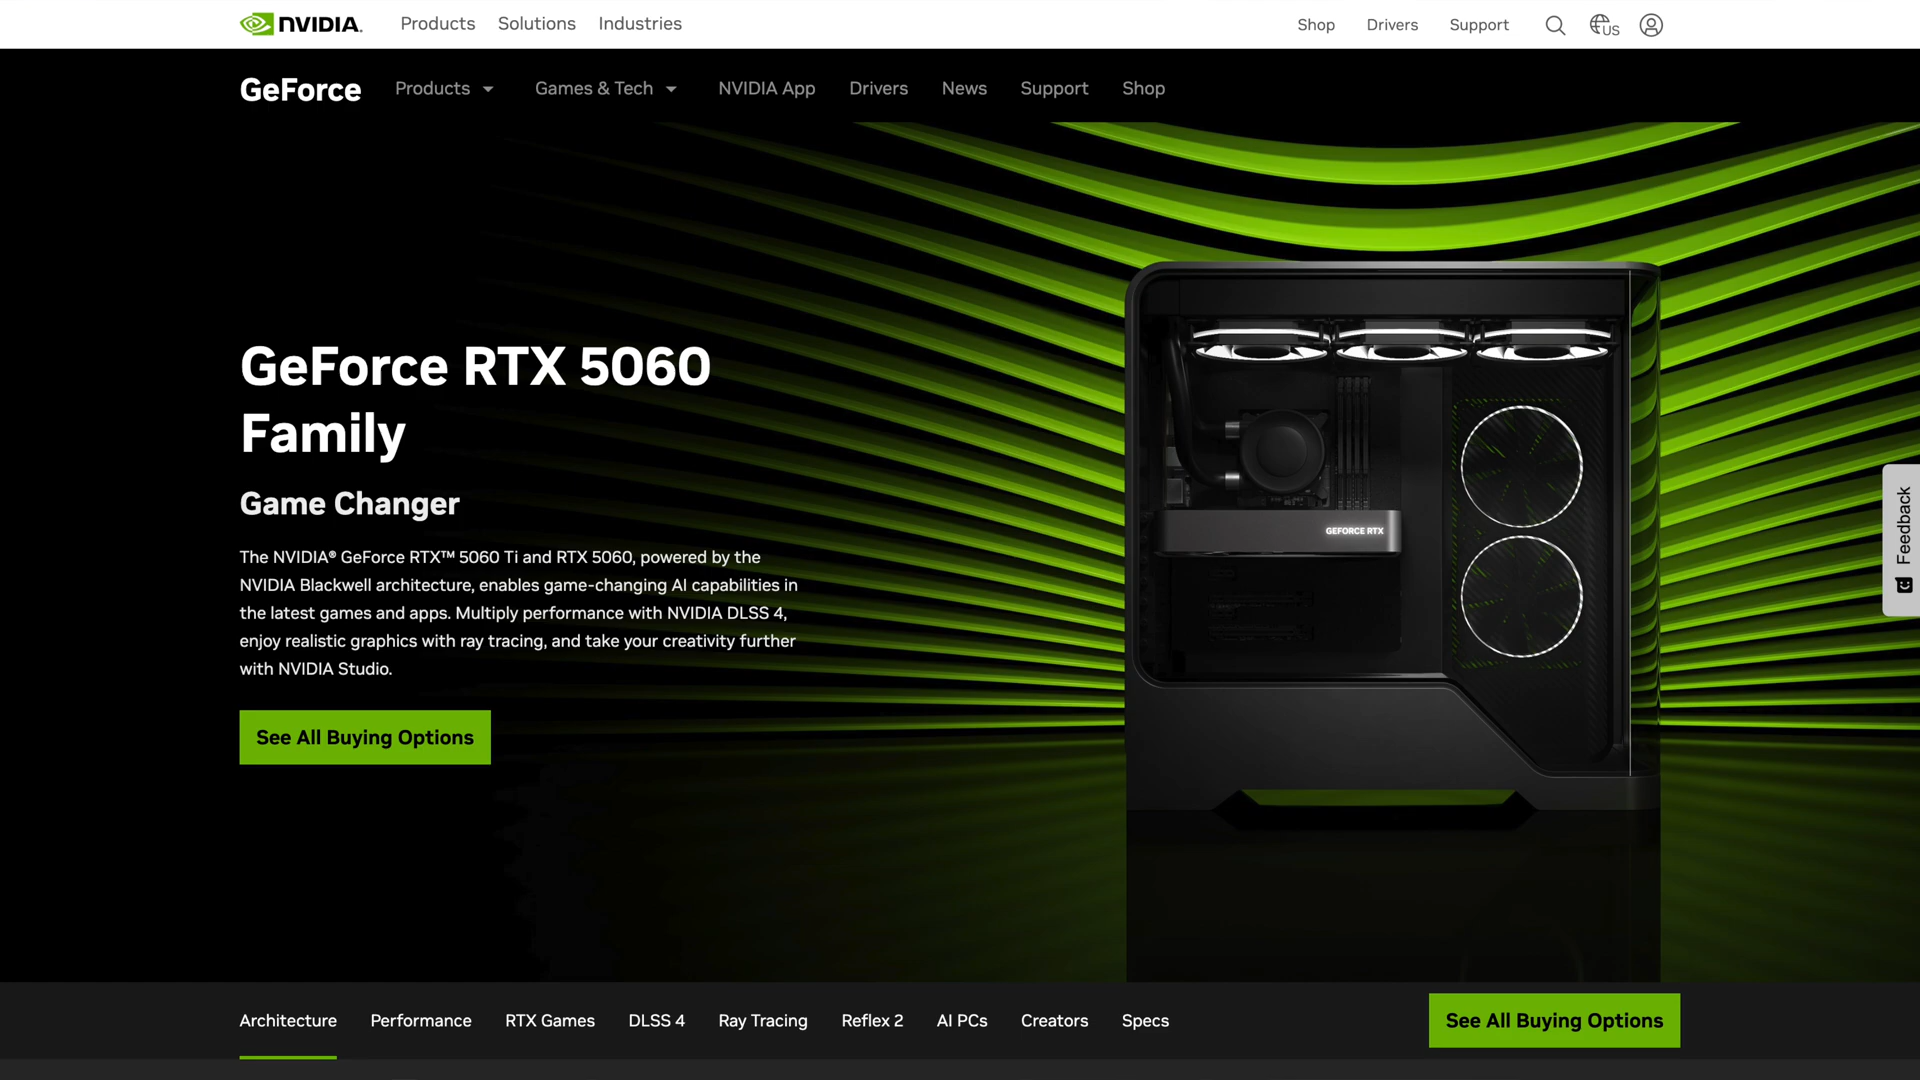 NVIDIA.
Products
Solutions
Industries
Shop
Drivers
Support
US
GeForce
Products
Games & Tech
NVIDIA App
Drivers
News
Support
Shop
GeForce RTX 5060
Family
Game Changer
The NVIDIA® GeForce RTX™ 5060 Ti and RTX 5060, powered by the
NVIDIA Blackwell architecture, enables game-changing AI capabilities in
the latest games and apps. Multiply performance with NVIDIA DLSS 4,
enjoy realistic graphics with ray tracing, and take your creativity further
with NVIDIA Studio.
See All Buying Options
GEFORCE RTX
Feedback
Architecture
Performance
RTX Games
DLSS 4
Ray Tracing
Reflex 2
AI PCs
Creators
Specs
See All Buying Options